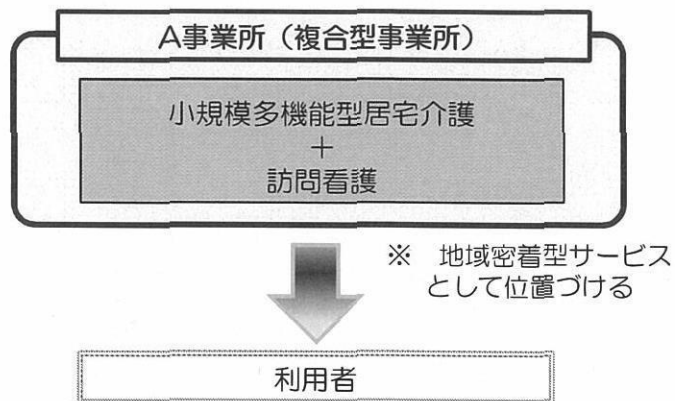 A事業所（複合型事業所）
小規模多機能型居宅介護
＋
訪問看護
※　地域密着型サービス
として位置づける
利用者